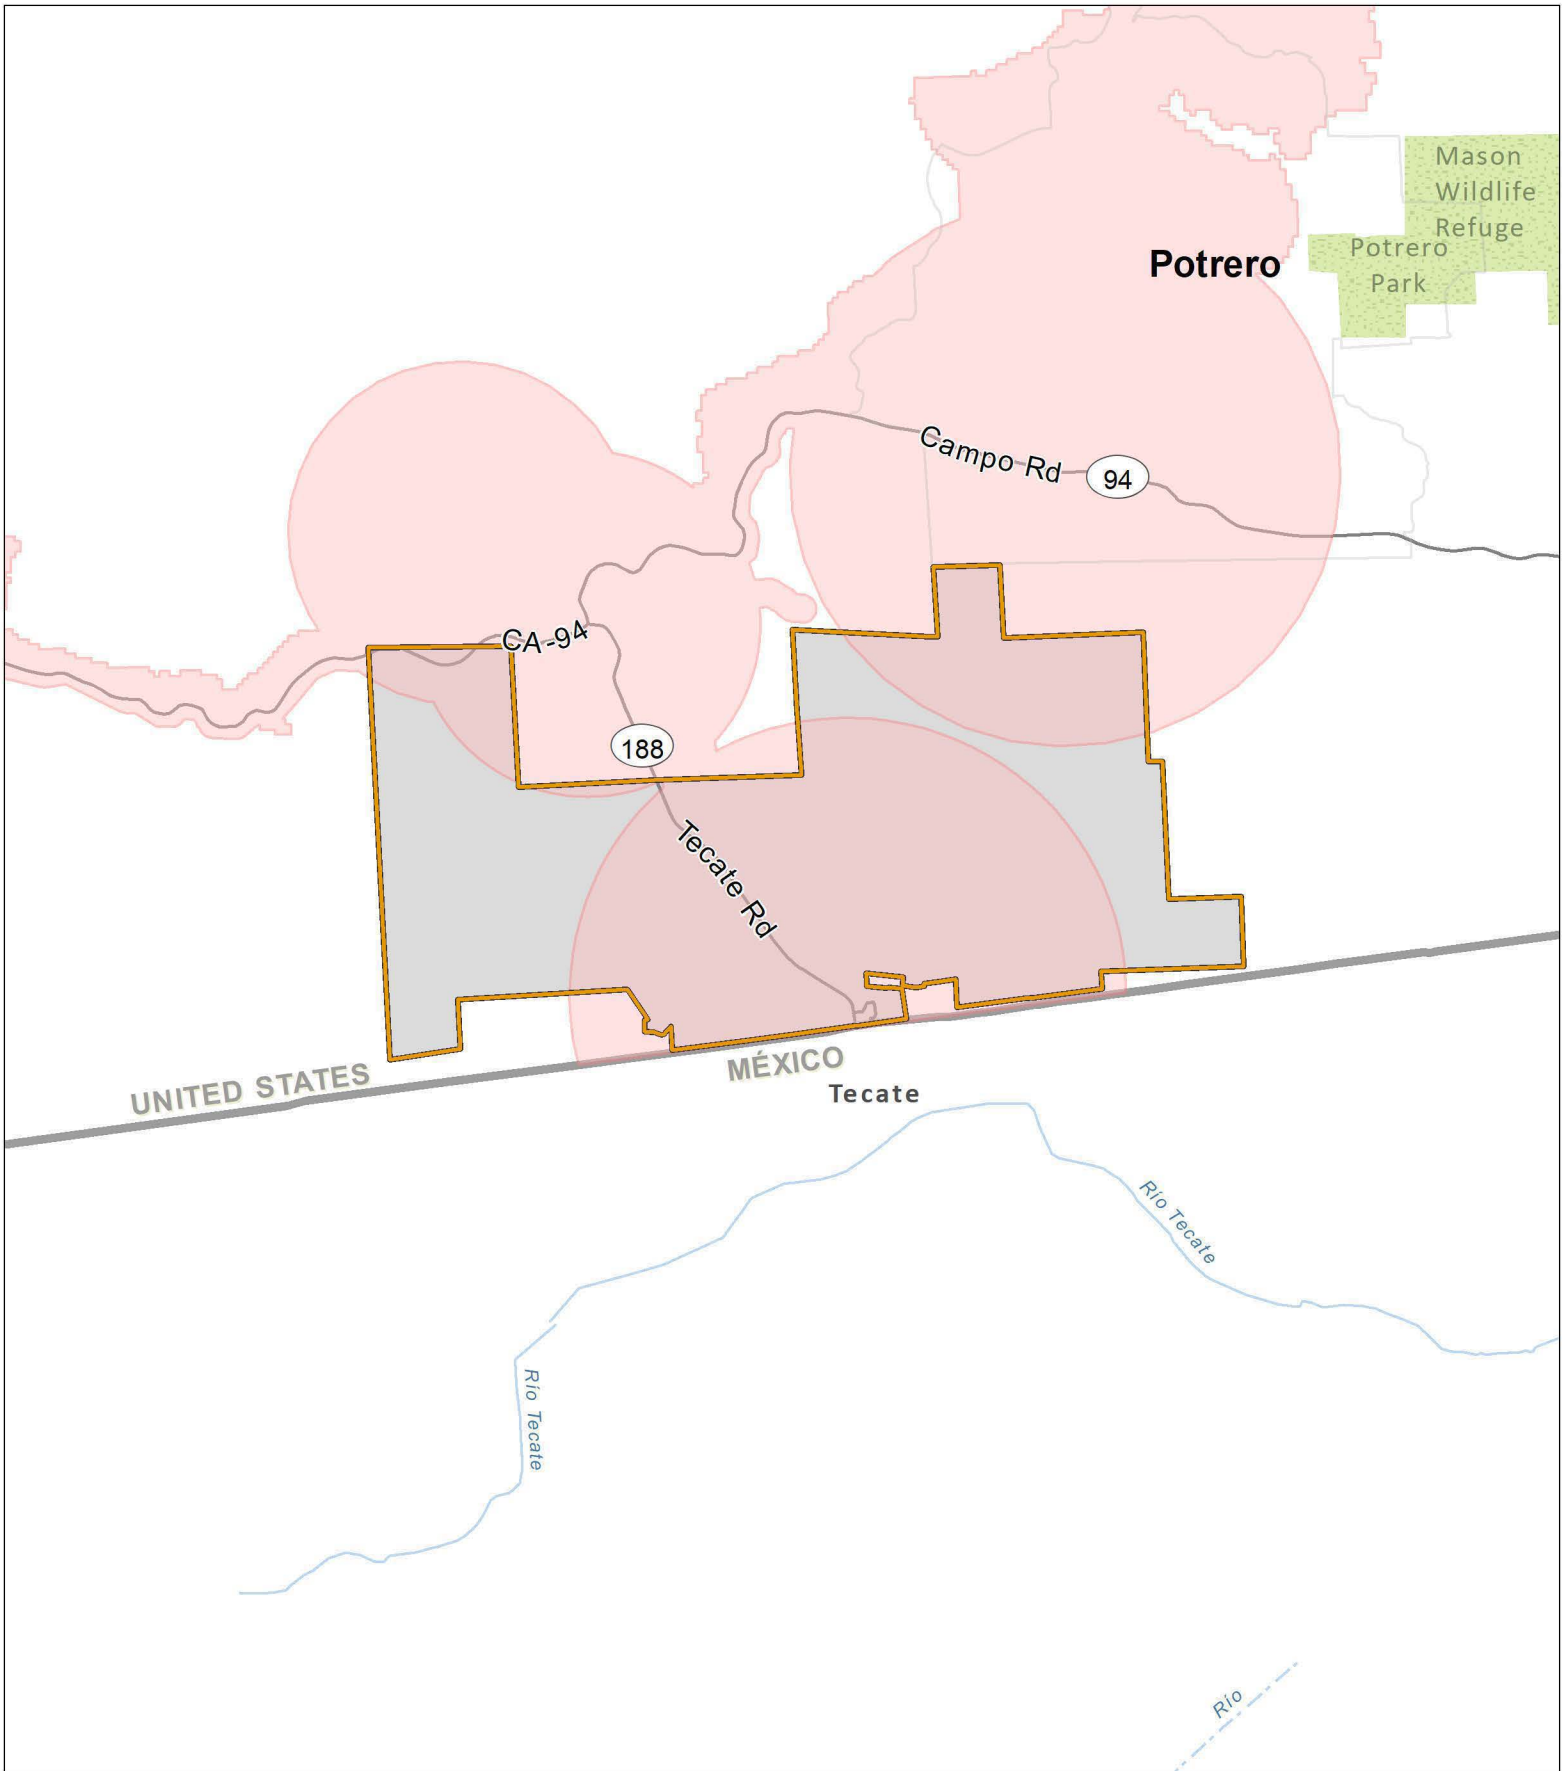 Mason
Wildlife
Refuge
Potrero
Park
Potrero
Campo Rd
94
CA-94
188
Tecate Rd
UNITED STATES
MÉXICO
Tecate
Río Tecate
Río Tecate
Río